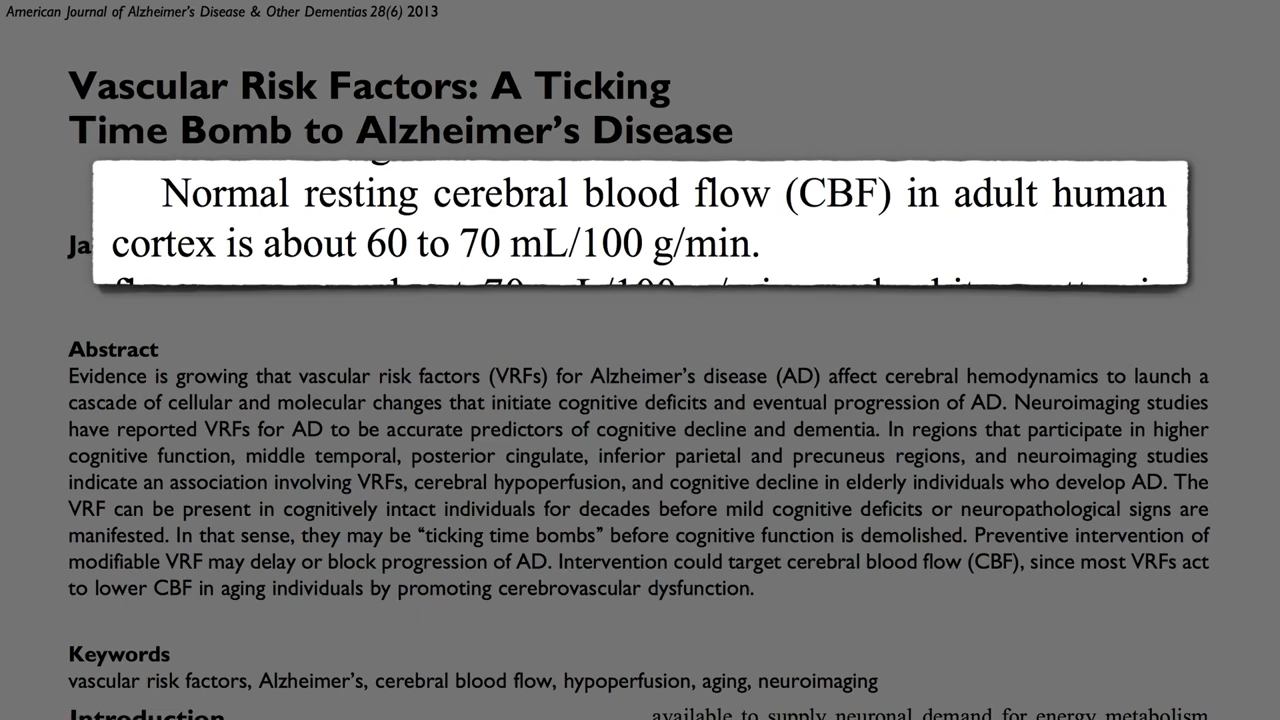 American Journal of Alzheimer's Disease & Other Dementias 28(6) 2013
Vascular Risk Factors: A Ticking
Time Bomb to Alzheimer's Disease
Normal resting cerebral blood flow (CBF) in adult human
cortex is about 60 to 70 mL/100 g/min.
Ja
Abstract
Evidence is growing that vascular risk factors (VRFs) for Alzheimer's disease (AD) affect cerebral hemodynamics to launch a
cascade of cellular and molecular changes that initiate cognitive deficits and eventual progression of AD. Neuroimaging studies
have reported VRFs for AD to be accurate predictors of cognitive decline and dementia. In regions that participate in higher
cognitive function, middle temporal, posterior cingulate, inferior parietal and precuneus regions, and neuroimaging studies
indicate an association involving VRFs, cerebral hypoperfusion, and cognitive decline in elderly individuals who develop AD. The
VRF can be present in cognitively intact individuals for decades before mild cognitive deficits or neuropathological signs are
manifested. In that sense, they may be “ticking time bombs” before cognitive function is demolished. Preventive intervention of
modifiable VRF may delay or block progression of AD. Intervention could target cerebral blood flow (CBF), since most VRFs act
to lower CBF in aging individuals by promoting cerebrovascular dysfunction.
Keywords
vascular risk factors, Alzheimer's, cerebral blood flow, hypoperfusion, aging, neuroimaging
Introduction
available to supply neuronal demand for energy metabolism